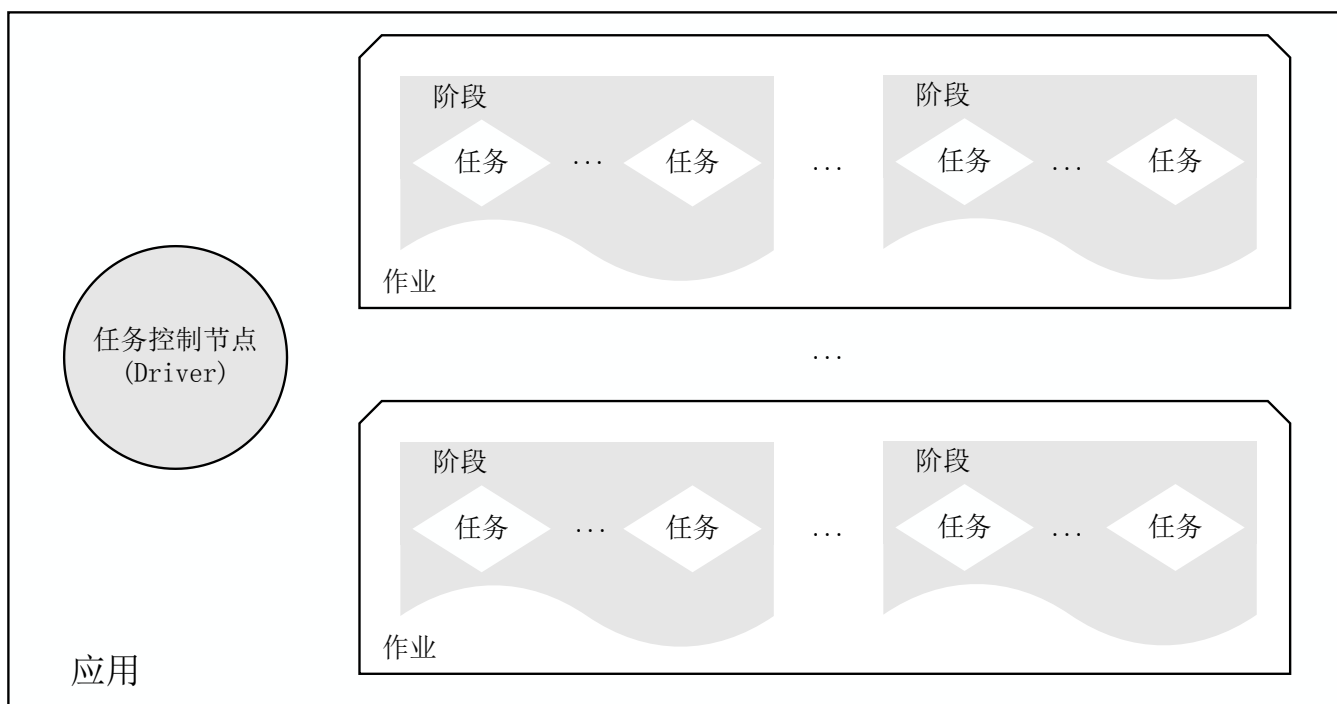 阶段
阶段
任务 ... 任务 ... 任务 ... 任务
作业
任务控制节点
(Driver)
...
阶段
阶段
任务 ... 任务 ... 任务 ... 任务
作业
应用